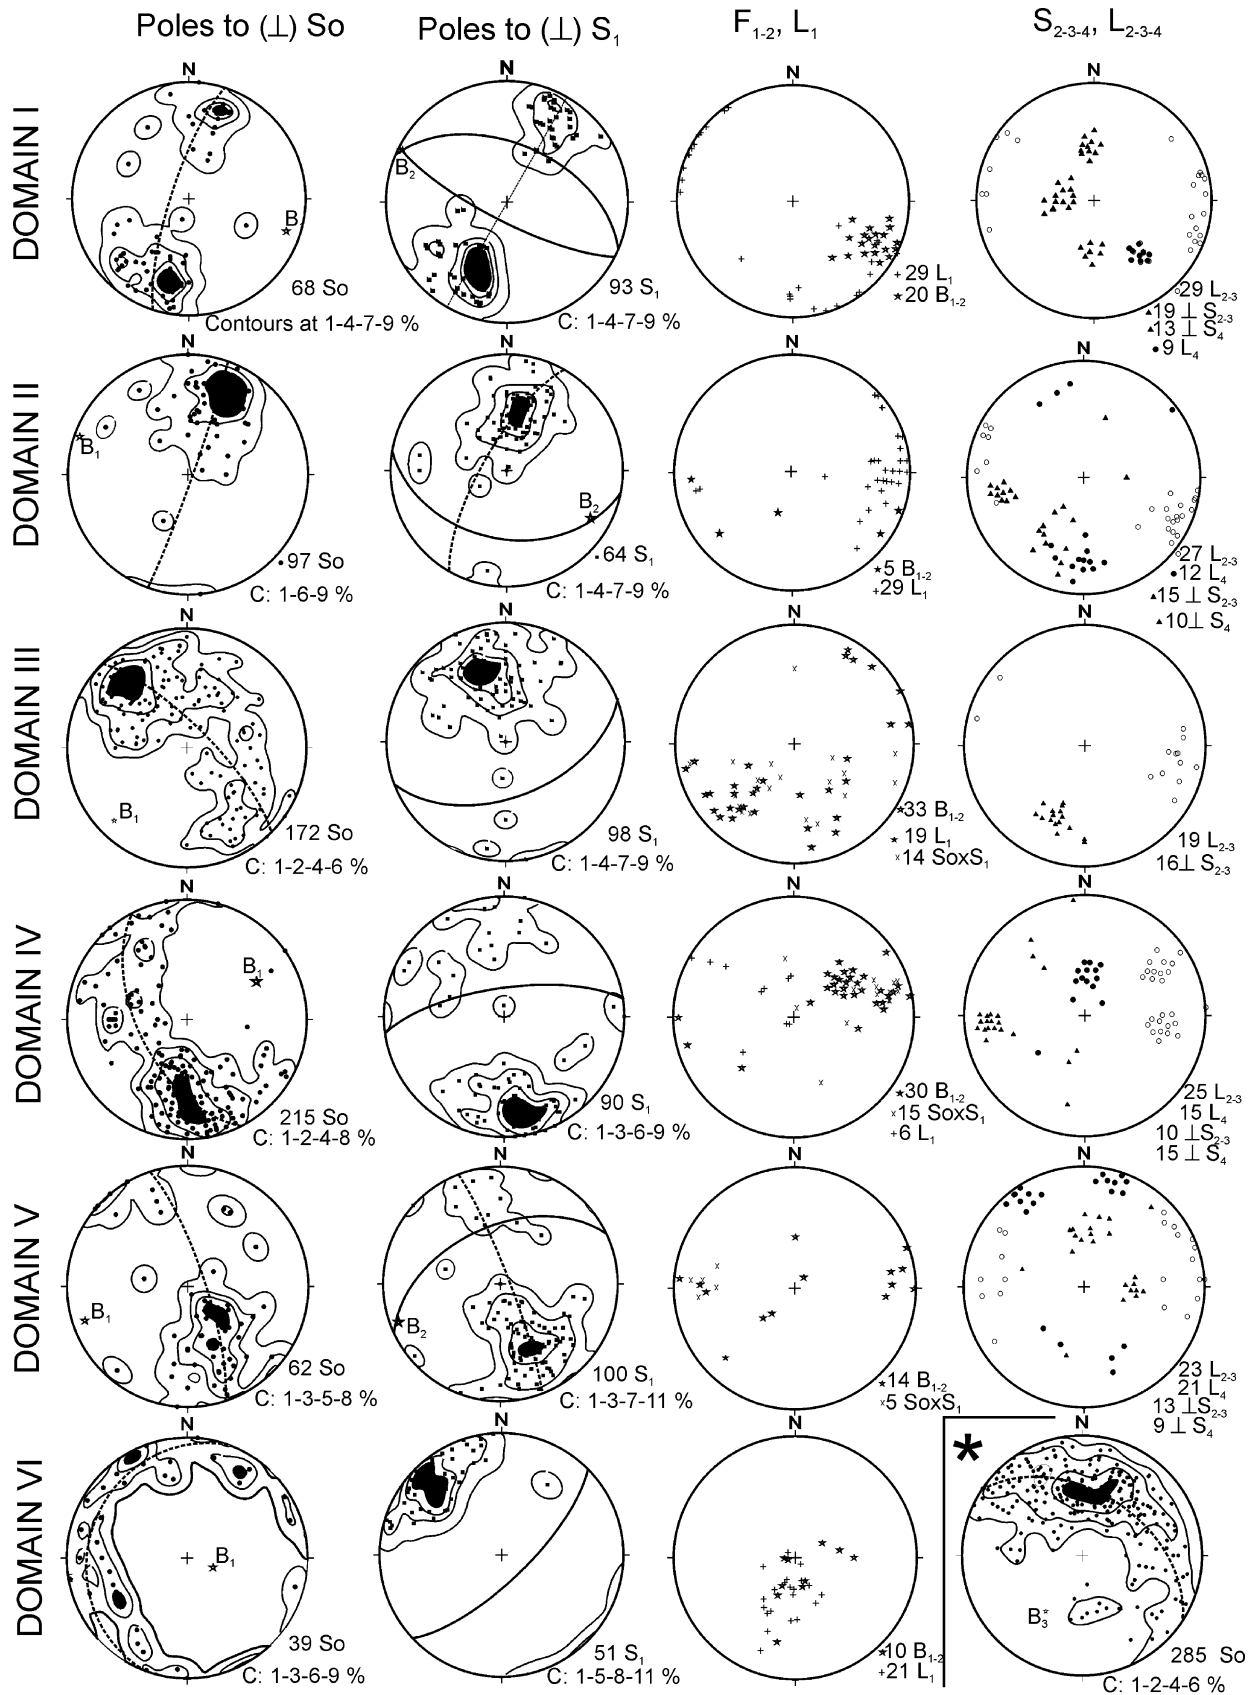 Poles to (⊥) So
Poles to (⊥) S1
F1-2, L1
S2-3-4, L2-3-4
DOMAIN I
N
B
68 So
Contours at 1-4-7-9 %
N
B2
93 S1
C: 1-4-7-9 %
N
29 L1
20 B1-2
N
29 L2-3
19 ⊥ S2-3
13 ⊥ S4
9 L4
DOMAIN II
N
B1
97 So
C: 1-6-9 %
N
B2
64 S1
C: 1-4-7-9 %
N
5 B1-2
29 L1
N
27 L2-3
12 L4
15 ⊥ S2-3
10⊥ S4
DOMAIN III
N
B1
172 So
C: 1-2-4-6 %
N
98 S1
C: 1-4-7-9 %
N
33 B1-2
19 L1
14 SoxS1
N
19 L2-3
16⊥ S2-3
DOMAIN IV
N
B1
215 So
C: 1-2-4-8 %
N
90 S1
C: 1-3-6-9 %
N
30 B1-2
15 SoxS1
6 L1
N
25 L2-3
15 L4
10 ⊥S2-3
15 ⊥ S4
DOMAIN V
N
B1
62 So
C: 1-3-5-8 %
N
B2
100 S1
C: 1-3-7-11 %
N
14 B1-2
5 SoxS1
N
23 L2-3
21 L4
13 ⊥S2-3
9 ⊥ S4
DOMAIN VI
N
B1
39 So
C: 1-3-6-9 %
N
51 S1
C: 1-5-8-11 %
N
10 B1-2
21 L1
*
N
B3
285 So
C: 1-2-4-6 %